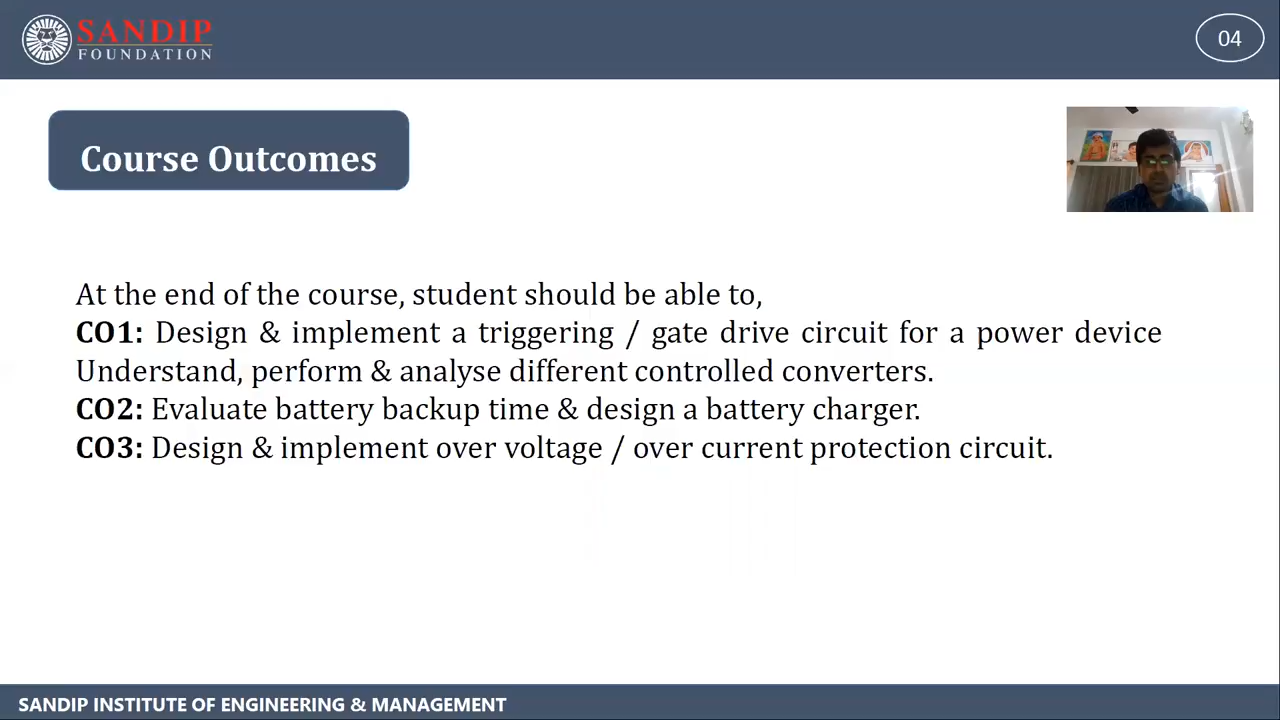 SANDIP
FOUNDATION
04
Course Outcomes
At the end of the course, student should be able to,
CO1: Design & implement a triggering / gate drive circuit for a power device
Understand, perform & analyse different controlled converters.
CO2: Evaluate battery backup time & design a battery charger.
CO3: Design & implement over voltage / over current protection circuit.
SANDIP INSTITUTE OF ENGINEERING & MANAGEMENT